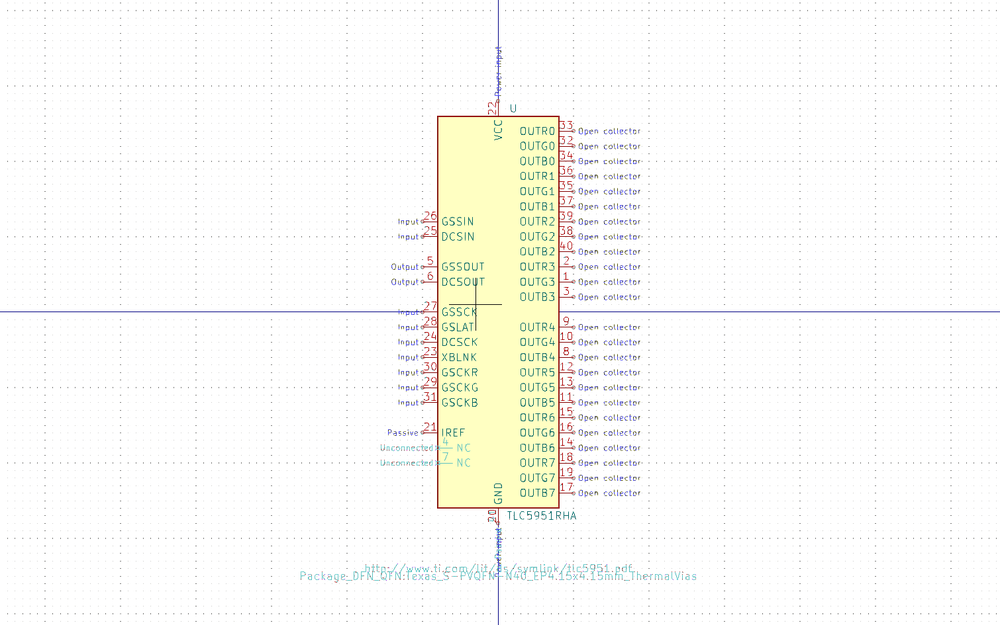 Power input
22
U
VCC
33 OUTR0 Open collector
32 OUTG0 Open collector
34 OUTB0 Open collector
36 OUTR1 Open collector
35 OUTG1 Open collector
37 OUTB1 Open collector
Input 26 GSSIN 39 OUTR2 Open collector
Input 25 DCSIN 38 OUTG2 Open collector
40 OUTB2 Open collector
Output 5 GSSOUT 2 OUTR3 Open collector
Output 6 DCSOUT 1 OUTG3 Open collector
3 OUTB3 Open collector
Input 27 GSSCK
Input 28 GSLAT 9 OUTR4 Open collector
Input 24 DCSCK 10 OUTG4 Open collector
Input 23 XBLNK 8 OUTB4 Open collector
Input 30 GSCKR 12 OUTR5 Open collector
Input 29 GSCKG 13 OUTG5 Open collector
Input 31 GSCKB 11 OUTB5 Open collector
15 OUTR6 Open collector
Passive 21 IREF 16 OUTG6 Open collector
Unconnected 4 NC 14 OUTB6 Open collector
Unconnected 7 NC 18 OUTR7 Open collector
19 OUTG7 Open collector
17 OUTB7 Open collector
GND
TLC5951RHA
Power input
http://www.ti.com/lit/ds/symlink/tlc5951.pdf
Package_DFN_QFN:Texas_S-PVQFN-N40_EP4.15x4.15mm_ThermalVias